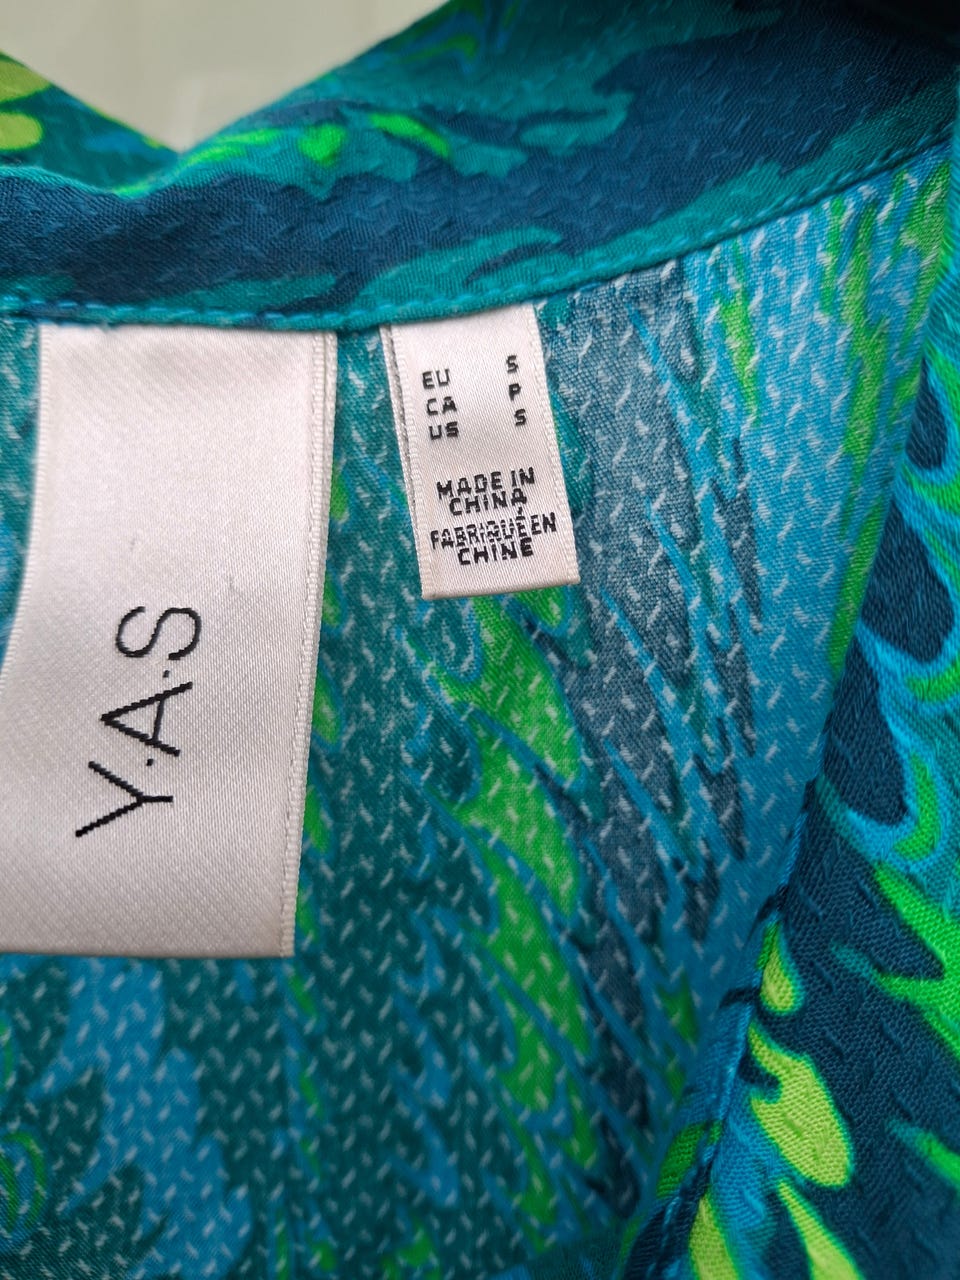 Y.A.S
EU S
CA P
US S
MADE IN
CHINA
FABRIQUÉ EN
CHINE